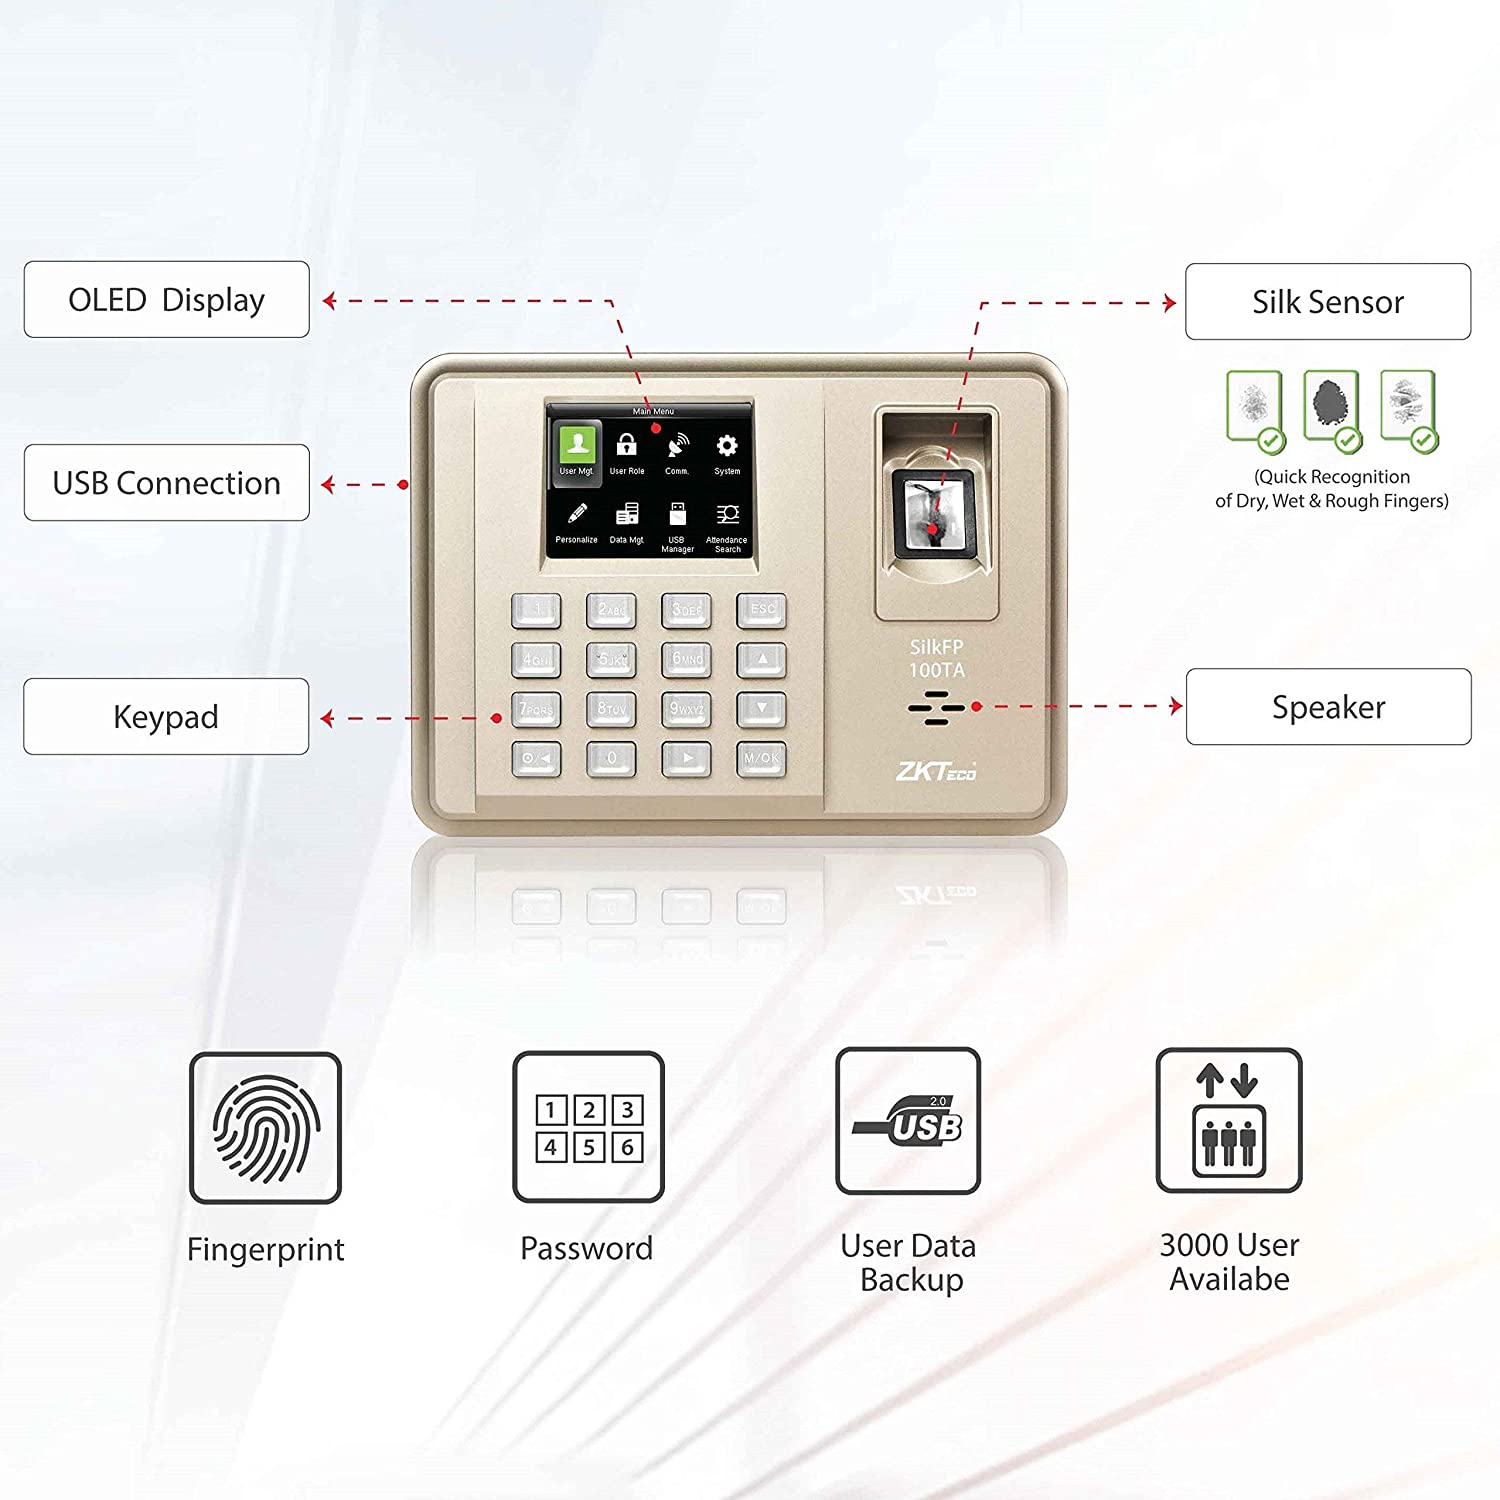 OLED Display
Silk Sensor
Main Menu
User Mgt.
User Role
Comm.
System
Personalize
Data Mgt.
USB
Manager
Attendance
Search
USB Connection
(Quick Recognition
of Dry, Wet & Rough Fingers)
1
2ABC
3DEF
ESC
4GHI
5JKL
6MNO
▲
7PQRS
8TUV
9WXYZ
▼
⊙/◀
0
▶
M/OK
SilkFP
100TA
Keypad
Speaker
ZKTECO
1 2 3
4 5 6
2.0
USB
Fingerprint
Password
User Data
Backup
3000 User
Availabe